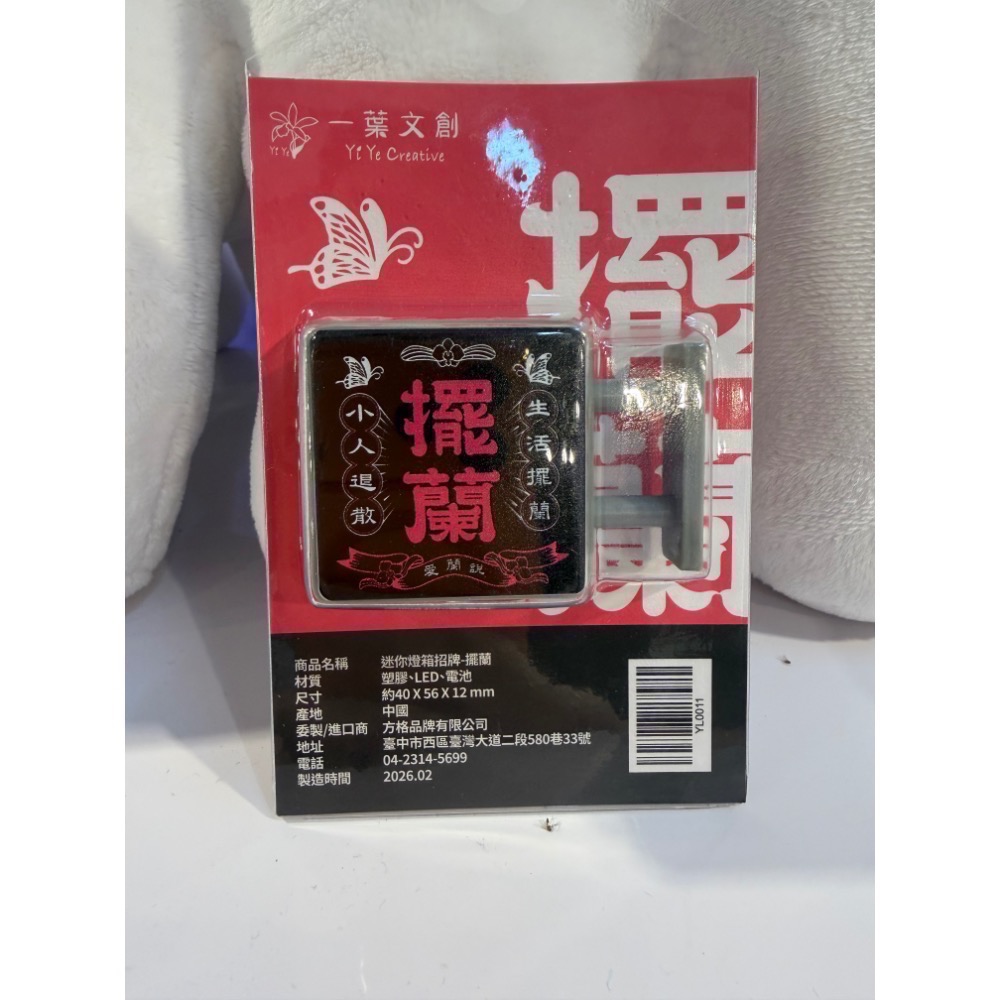 一葉文創
Yi Ye
Yi Ye Creative
擺蘭
擺蘭
生活擺蘭
小人退散
愛蘭說
商品名稱 迷你燈箱招牌-擺蘭
材質 塑膠、LED、電池
尺寸 約40 X 56 X 12 mm
產地 中國
委製/進口商 方格品牌有限公司
地址 臺中市西區臺灣大道二段580巷33號
電話 04-2314-5699
製造時間 2026.02
YL0011